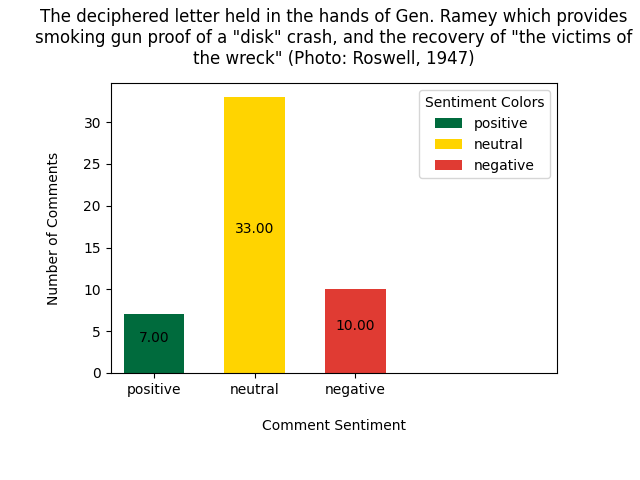 The deciphered letter held in the hands of Gen. Ramey which provides
smoking gun proof of a "disk" crash, and the recovery of "the victims of
the wreck" (Photo: Roswell, 1947)
Sentiment Colors
positive
neutral
negative
Number of Comments
30
25
20
15
10
5
0
33.00
10.00
7.00
positive neutral negative
Comment Sentiment